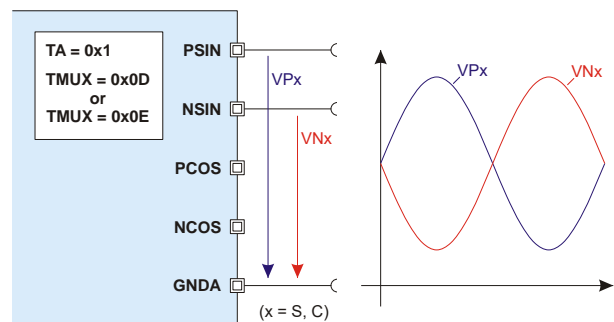 TA = 0x1
TMUX = 0x0D
or
TMUX = 0x0E
PSIN
NSIN
PCOS
NCOS
GNDA
VPx
VNx
(x = S, C)
VPx
VNx